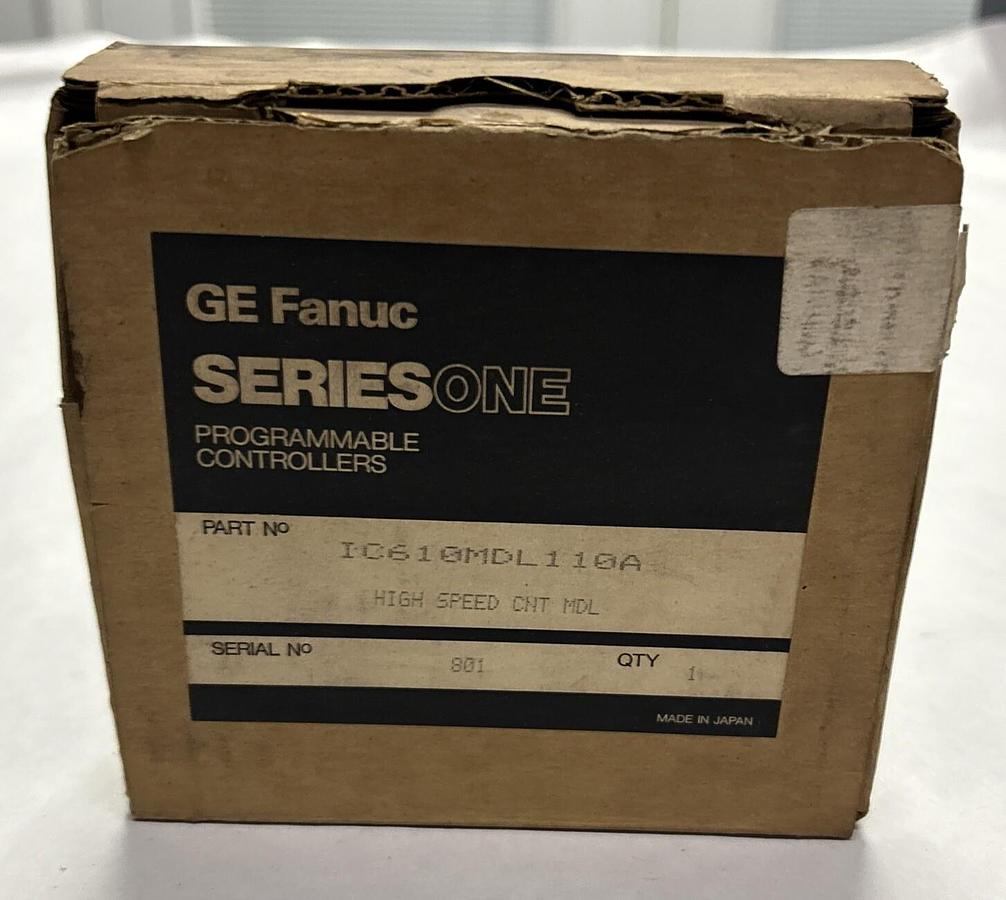 GE Fanuc
SERIESONE
PROGRAMMABLE
CONTROLLERS
PART Nº
IC610MDL110A
HIGH SPEED CNT MDL
SERIAL Nº 801 QTY 1
MADE IN JAPAN